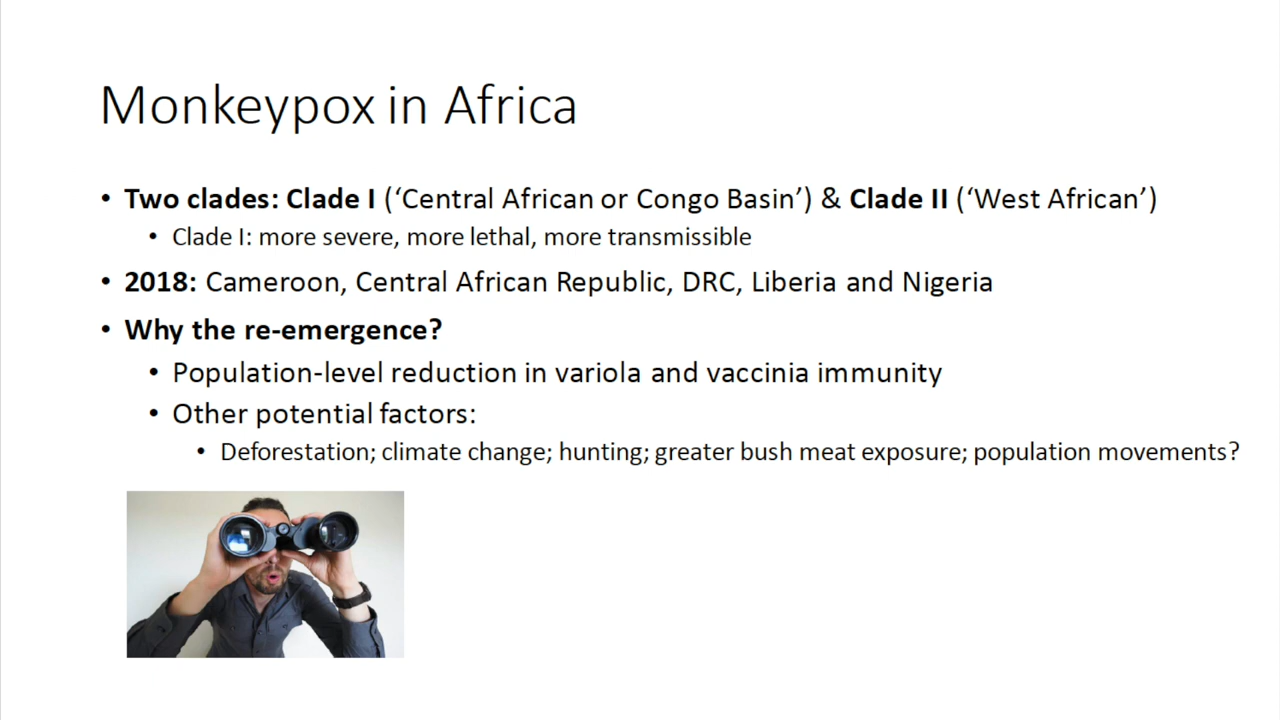 Monkeypox in Africa
• Two clades: Clade I (‘Central African or Congo Basin’) & Clade II (‘West African’)
• Clade I: more severe, more lethal, more transmissible
• 2018: Cameroon, Central African Republic, DRC, Liberia and Nigeria
• Why the re-emergence?
• Population-level reduction in variola and vaccinia immunity
• Other potential factors:
• Deforestation; climate change; hunting; greater bush meat exposure; population movements?